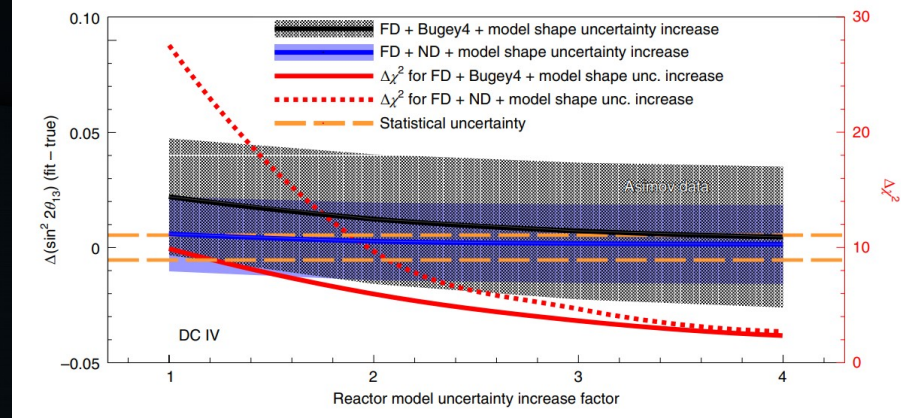 0.10
0.05
0
−0.05
Δ(sin² 2θ₁₃) (fit – true)
FD + Bugey4 + model shape uncertainty increase
FD + ND + model shape uncertainty increase
Δχ² for FD + Bugey4 + model shape unc. increase
Δχ² for FD + ND + model shape unc. increase
Statistical uncertainty
Asimov data
DC IV
30
20
10
0
Δχ²
1 2 3 4
Reactor model uncertainty increase factor